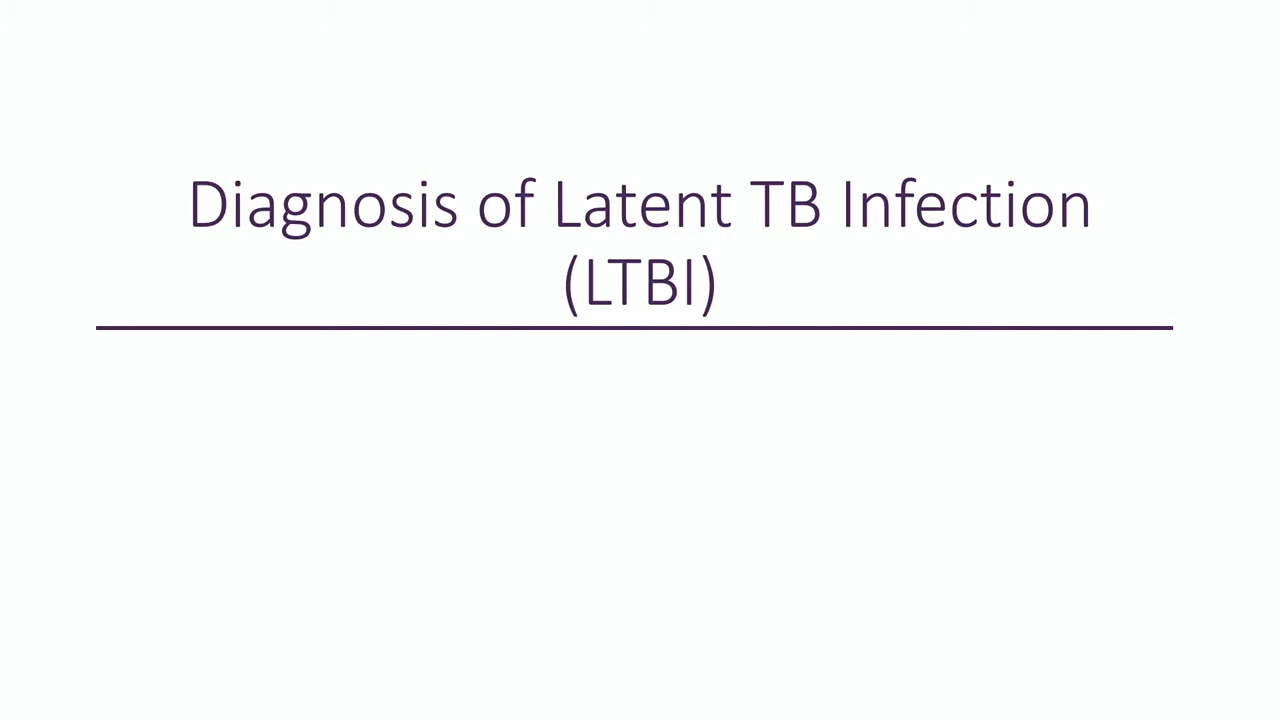 Diagnosis of Latent TB Infection
(LTBI)